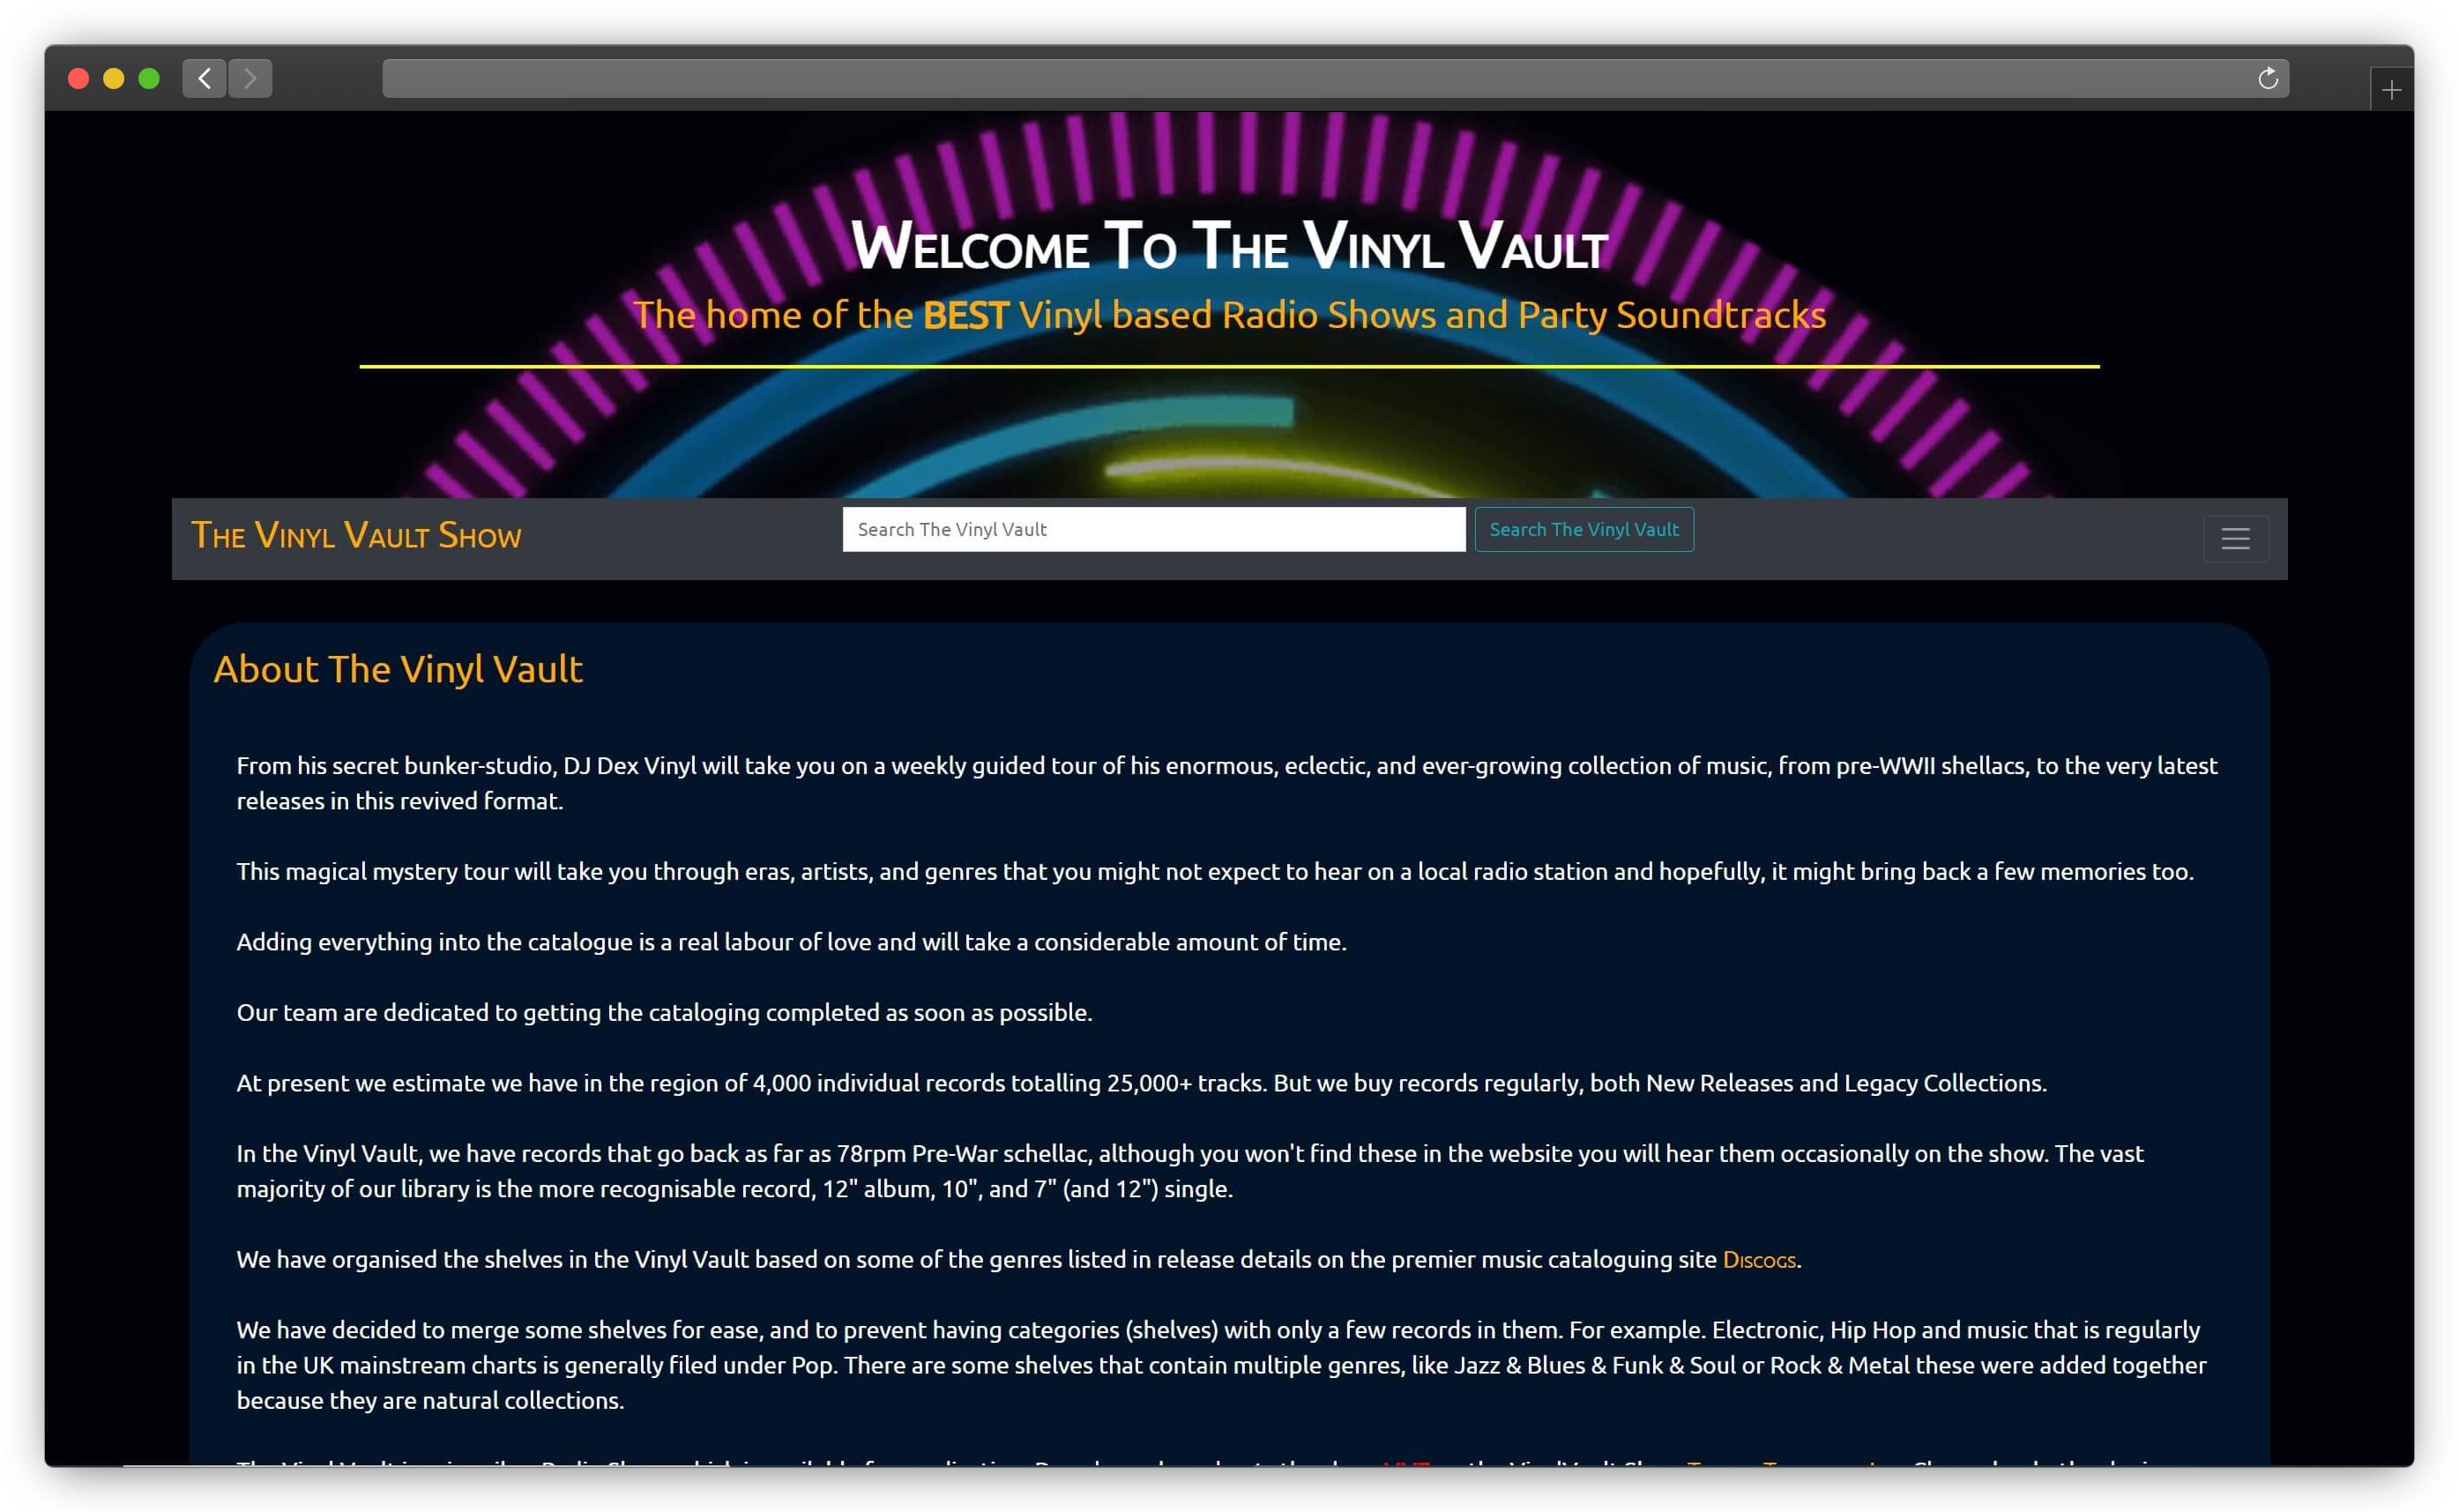 Welcome To The Vinyl Vault
The home of the BEST Vinyl based Radio Shows and Party Soundtracks
The Vinyl Vault Show
Search The Vinyl Vault
Search The Vinyl Vault
About The Vinyl Vault
From his secret bunker-studio, DJ Dex Vinyl will take you on a weekly guided tour of his enormous, eclectic, and ever-growing collection of music, from pre-WWII shellacs, to the very latest
releases in this revived format.
This magical mystery tour will take you through eras, artists, and genres that you might not expect to hear on a local radio station and hopefully, it might bring back a few memories too.
Adding everything into the catalogue is a real labour of love and will take a considerable amount of time.
Our team are dedicated to getting the cataloging completed as soon as possible.
At present we estimate we have in the region of 4,000 individual records totalling 25,000+ tracks. But we buy records regularly, both New Releases and Legacy Collections.
In the Vinyl Vault, we have records that go back as far as 78rpm Pre-War schellac, although you won't find these in the website you will hear them occasionally on the show. The vast
majority of our library is the more recognisable record, 12" album, 10", and 7" (and 12") single.
We have organised the shelves in the Vinyl Vault based on some of the genres listed in release details on the premier music cataloguing site Discogs.
We have decided to merge some shelves for ease, and to prevent having categories (shelves) with only a few records in them. For example. Electronic, Hip Hop and music that is regularly
in the UK mainstream charts is generally filed under Pop. There are some shelves that contain multiple genres, like Jazz & Blues & Funk & Soul or Rock & Metal these were added together
because they are natural collections.